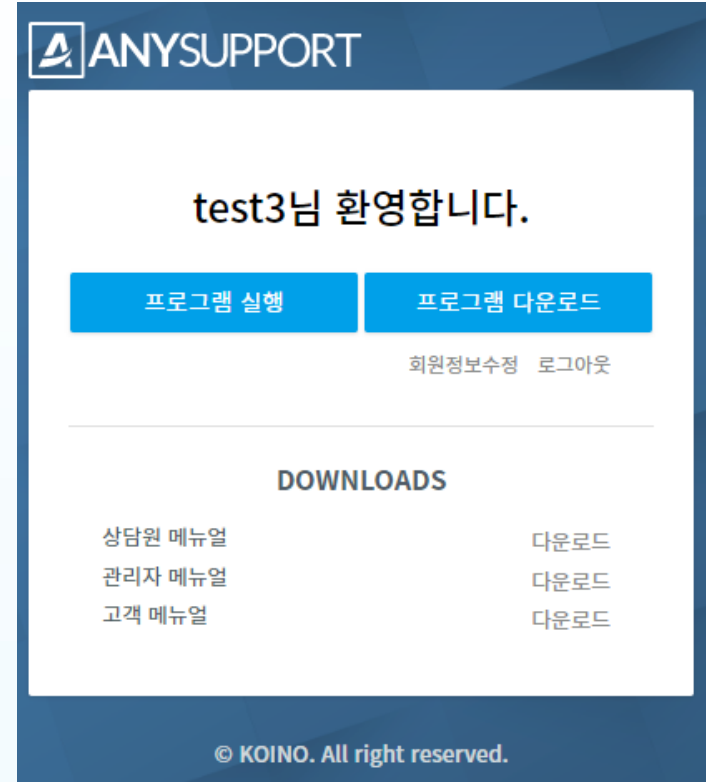 ANYSUPPORT
test3님 환영합니다.
프로그램 실행 프로그램 다운로드
회원정보수정 로그아웃
DOWNLOADS
상담원 메뉴얼 다운로드
관리자 메뉴얼 다운로드
고객 메뉴얼 다운로드
© KOINO. All right reserved.